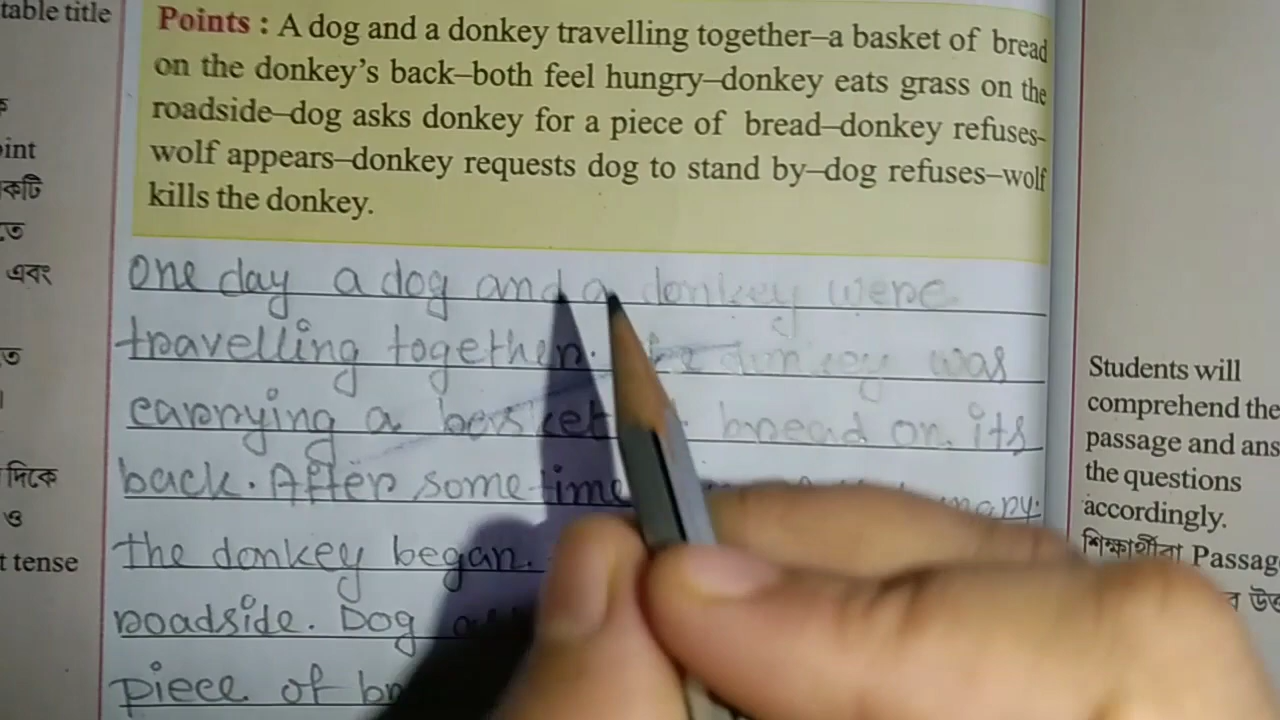 table title
Points : A dog and a donkey travelling together–a basket of bread
on the donkey's back–both feel hungry–donkey eats grass on the
roadside–dog asks donkey for a piece of bread–donkey refuses–
wolf appears–donkey requests dog to stand by–dog refuses–wolf
kills the donkey.
int
কটি
তে
এবং
তে
দিকে
ও
t tense
One day a dog and a donkey were
travelling together. donkey was
carrying a basket bread on its
back. After sometime
the donkey began
roadside. Dog
piece of
Students will
comprehend the
passage and ans
the questions
accordingly.
শিক্ষার্থীরা Passag